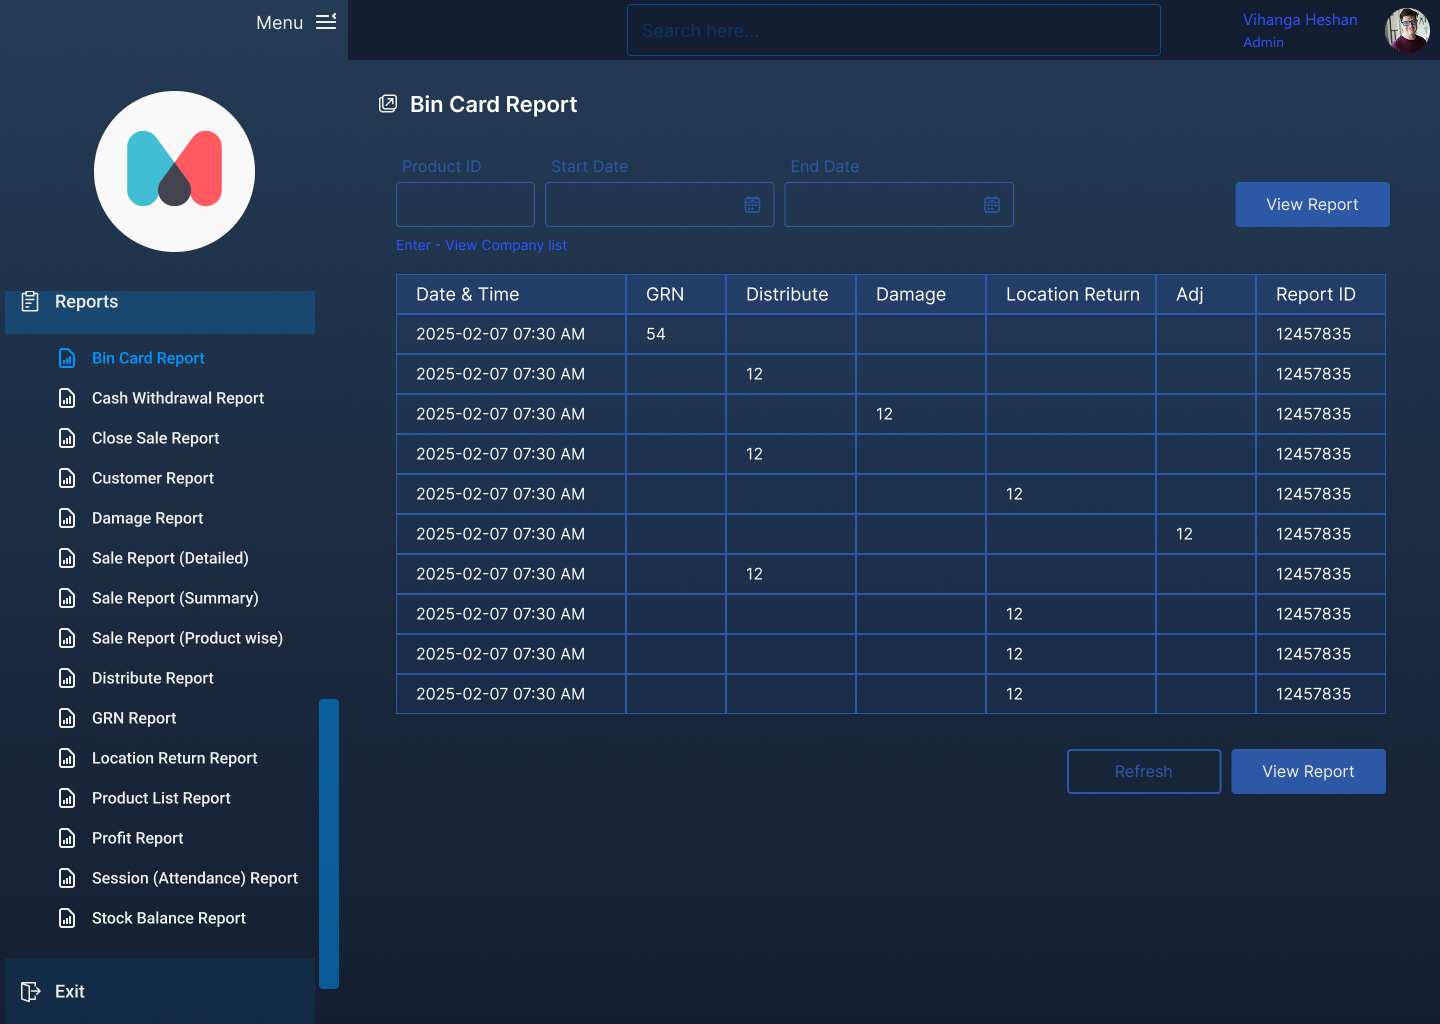 Menu
Search here...
Vihanga Heshan
Admin
Bin Card Report
Product ID
Start Date
End Date
View Report
Enter - View Company list
Reports
Bin Card Report
Cash Withdrawal Report
Close Sale Report
Customer Report
Damage Report
Sale Report (Detailed)
Sale Report (Summary)
Sale Report (Product wise)
Distribute Report
GRN Report
Location Return Report
Product List Report
Profit Report
Session (Attendance) Report
Stock Balance Report
Exit
Date & Time GRN Distribute Damage Location Return Adj Report ID
2025-02-07 07:30 AM 54 12457835
2025-02-07 07:30 AM 12 12457835
2025-02-07 07:30 AM 12 12457835
2025-02-07 07:30 AM 12 12457835
2025-02-07 07:30 AM 12 12457835
2025-02-07 07:30 AM 12 12457835
2025-02-07 07:30 AM 12 12457835
2025-02-07 07:30 AM 12 12457835
2025-02-07 07:30 AM 12 12457835
2025-02-07 07:30 AM 12 12457835
Refresh
View Report